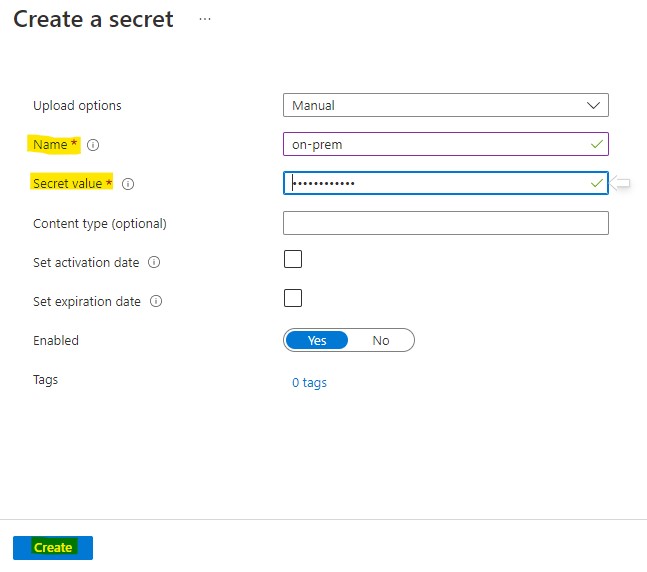 Create a secret ...
Upload options Manual
Name * on-prem
Secret value * ••••••••••••
Content type (optional)
Set activation date
Set expiration date
Enabled Yes No
Tags 0 tags
Create